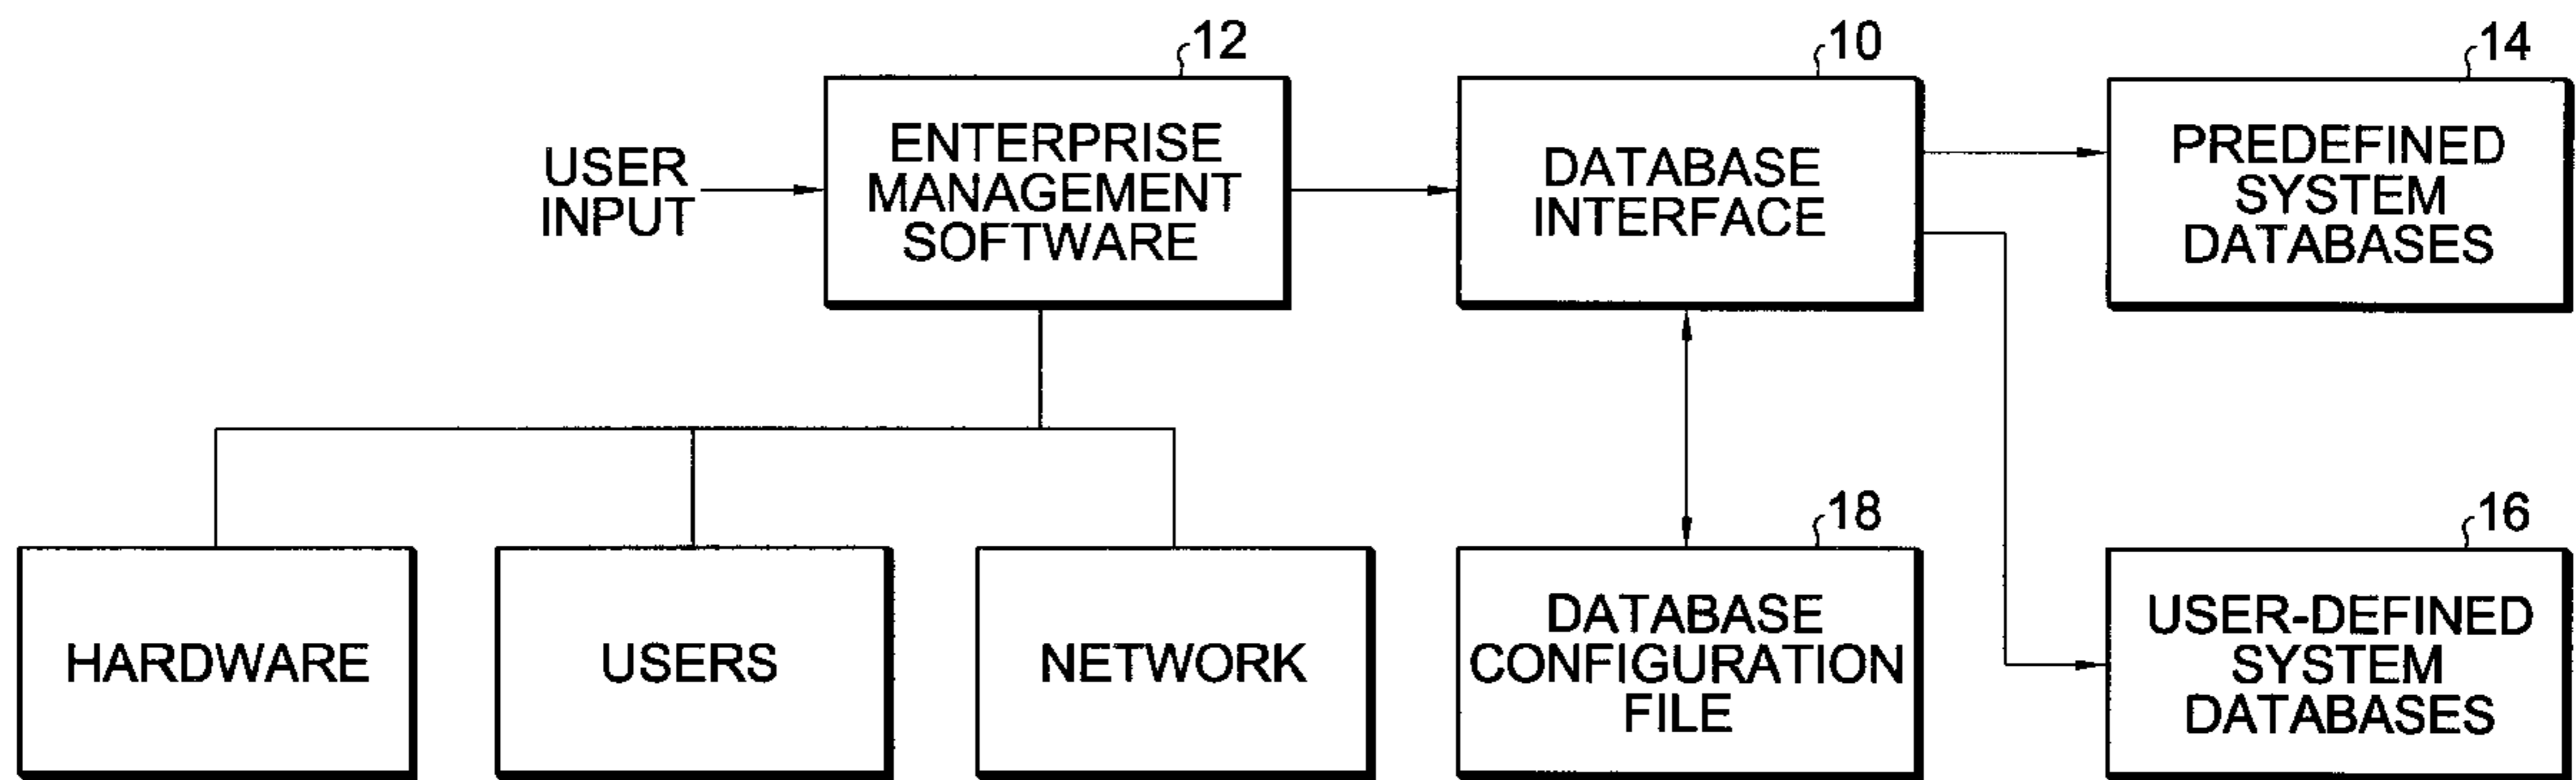 12
10
14
USER
INPUT
ENTERPRISE
MANAGEMENT
SOFTWARE
DATABASE
INTERFACE
PREDEFINED
SYSTEM
DATABASES
18
16
HARDWARE
USERS
NETWORK
DATABASE
CONFIGURATION
FILE
USER-DEFINED
SYSTEM
DATABASES